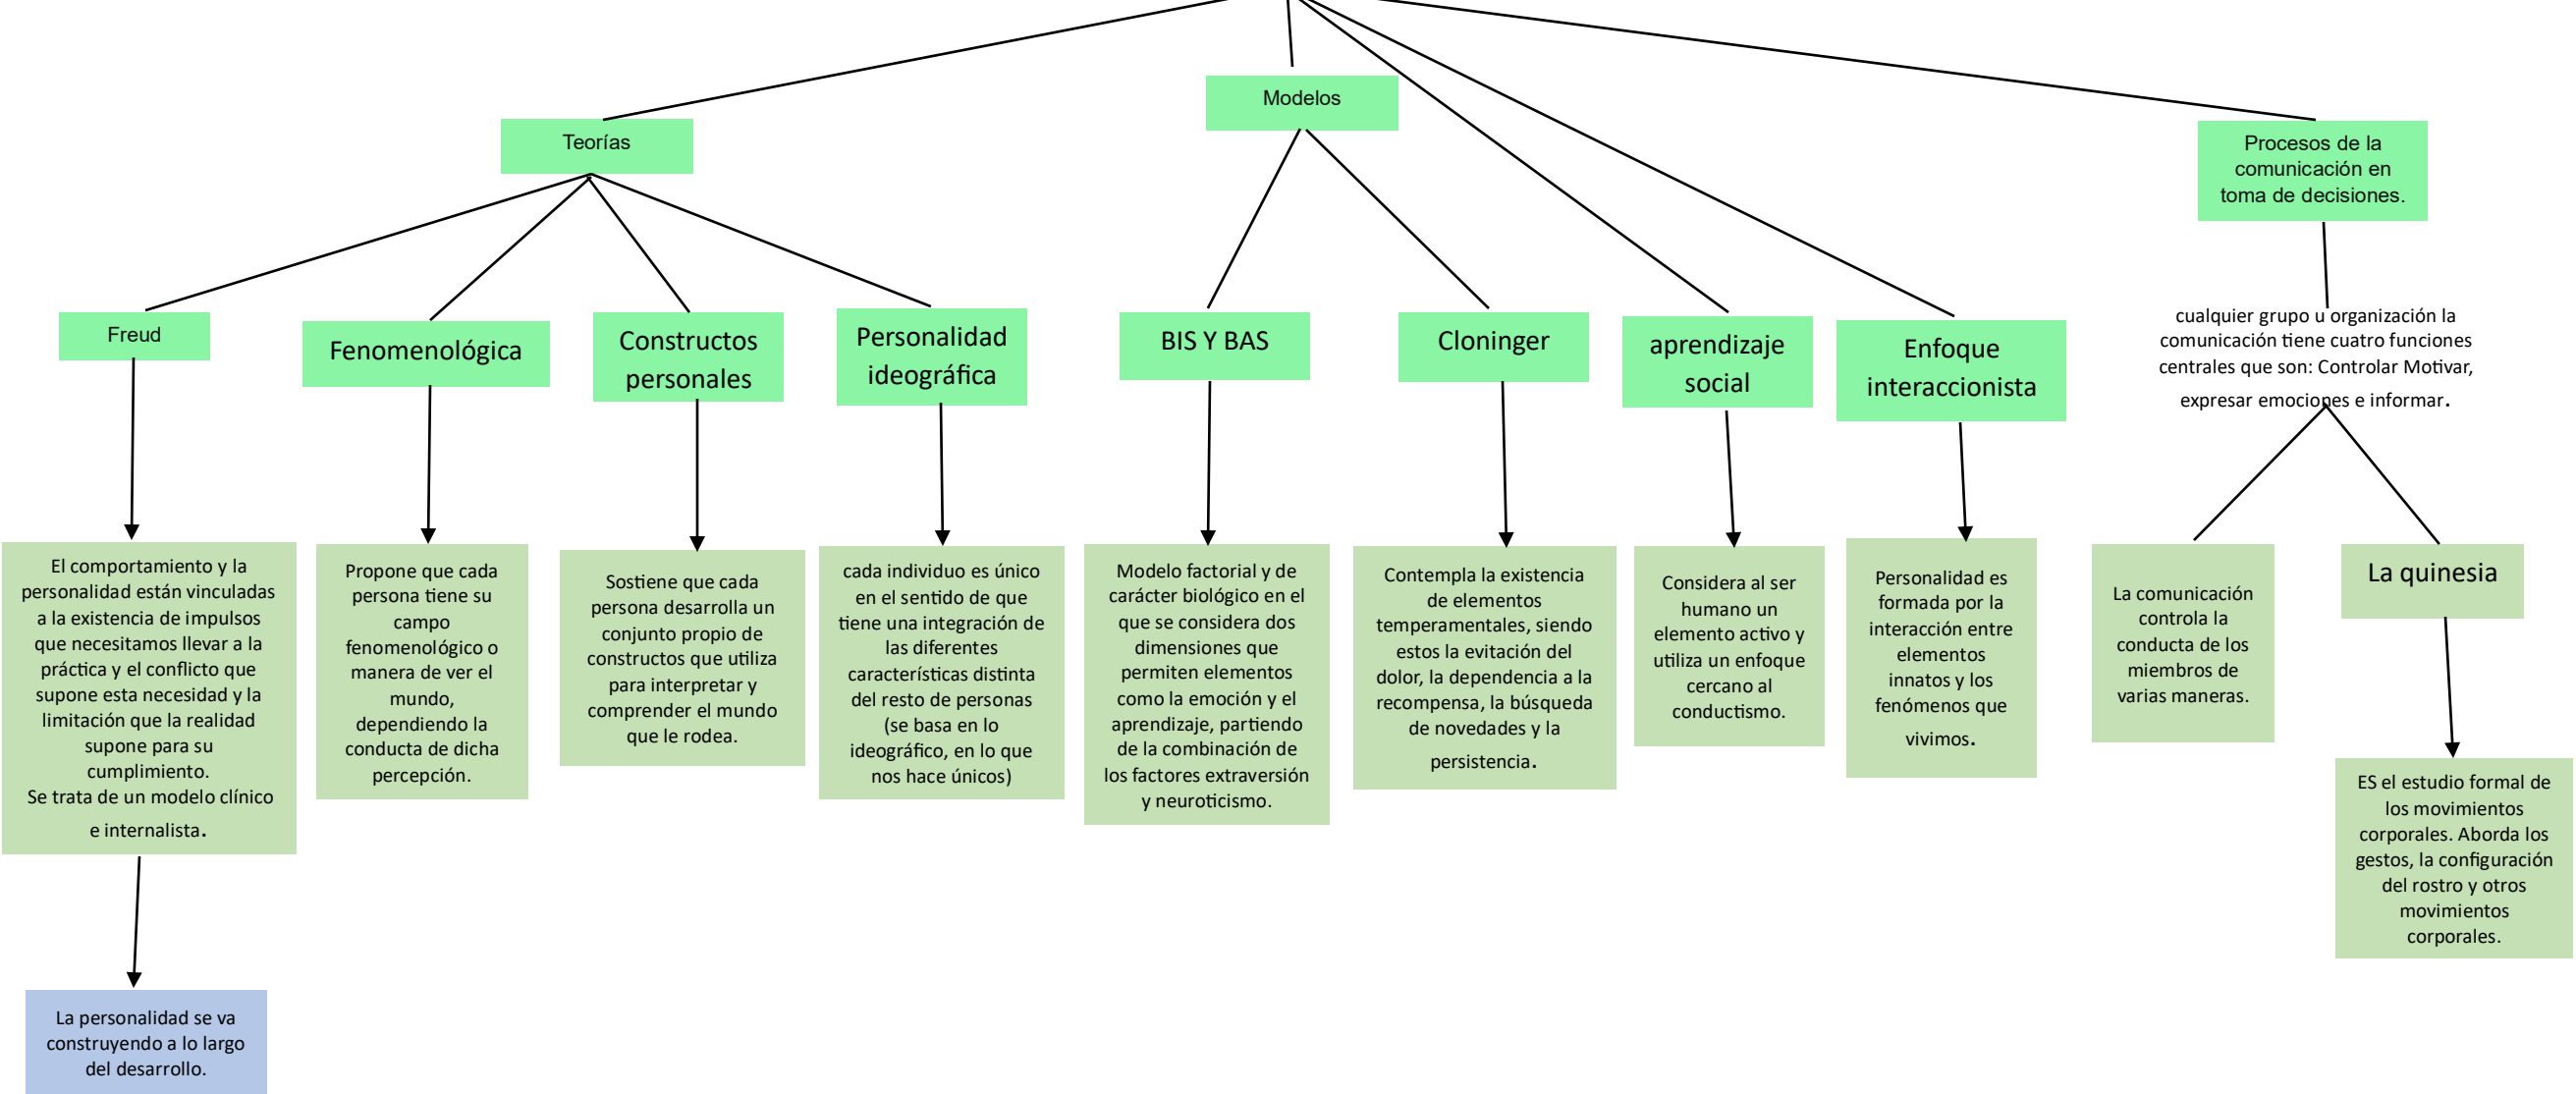 Modelos
Teorías
Procesos de la
comunicación en
toma de decisiones.
Freud
Fenomenológica
Constructos
personales
Personalidad
ideográfica
BIS Y BAS
Cloninger
aprendizaje
social
Enfoque
interaccionista
cualquier grupo u organización la
comunicación tiene cuatro funciones
centrales que son: Controlar Motivar,
expresar emociones e informar.
El comportamiento y la
personalidad están vinculadas
a la existencia de impulsos
que necesitamos llevar a la
práctica y el conflicto que
supone esta necesidad y la
limitación que la realidad
supone para su
cumplimiento.
Se trata de un modelo clínico
e internalista.
Propone que cada
persona tiene su
campo
fenomenológico o
manera de ver el
mundo,
dependiendo la
conducta de dicha
percepción.
Sostiene que cada
persona desarrolla un
conjunto propio de
constructos que utiliza
para interpretar y
comprender el mundo
que le rodea.
cada individuo es único
en el sentido de que
tiene una integración de
las diferentes
características distinta
del resto de personas
(se basa en lo
ideográfico, en lo que
nos hace únicos)
Modelo factorial y de
carácter biológico en el
que se considera dos
dimensiones que
permiten elementos
como la emoción y el
aprendizaje, partiendo
de la combinación de
los factores extraversión
y neuroticismo.
Contempla la existencia
de elementos
temperamentales, siendo
estos la evitación del
dolor, la dependencia a la
recompensa, la búsqueda
de novedades y la
persistencia.
Considera al ser
humano un
elemento activo y
utiliza un enfoque
cercano al
conductismo.
Personalidad es
formada por la
interacción entre
elementos
innatos y los
fenómenos que
vivimos.
La comunicación
controla la
conducta de los
miembros de
varias maneras.
La quinesia
ES el estudio formal de
los movimientos
corporales. Aborda los
gestos, la configuración
del rostro y otros
movimientos
corporales.
La personalidad se va
construyendo a lo largo
del desarrollo.